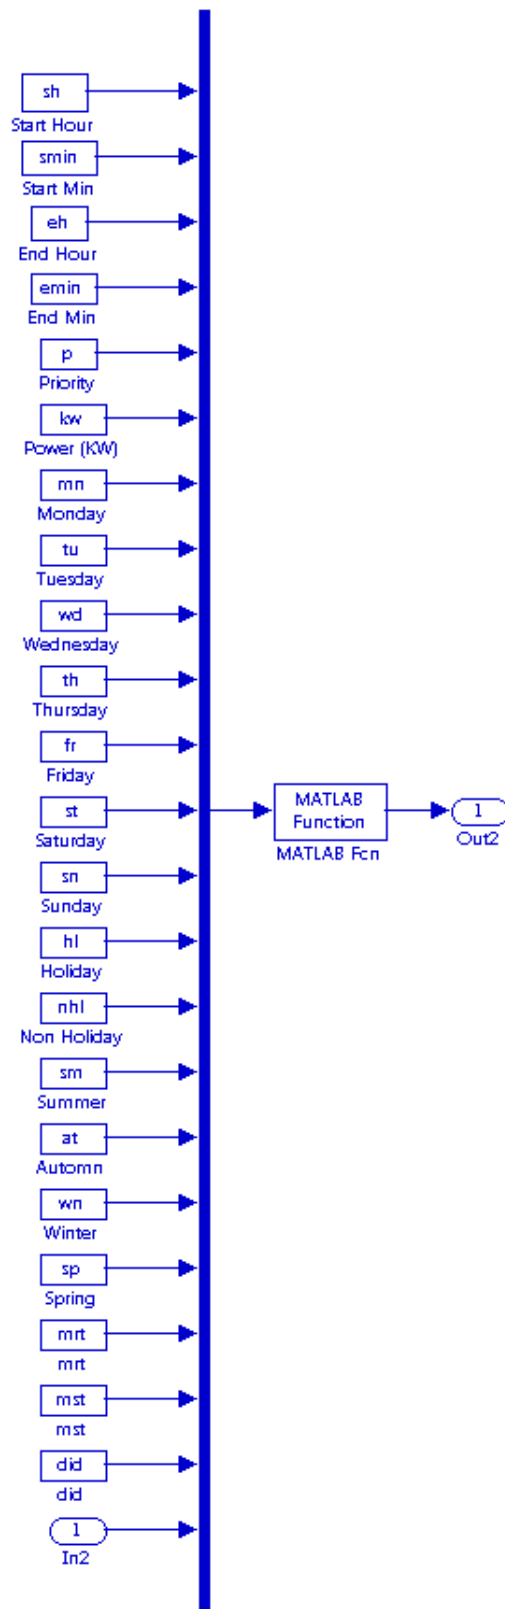 sh
Start Hour
smin
Start Min
eh
End Hour
emin
End Min
p
Priority
kw
Power (KW)
mn
Monday
tu
Tuesday
wd
Wednesday
th
Thursday
fr
Friday
st
Saturday
MATLAB
Function
MATLAB Fcn
1
Out2
sn
Sunday
hl
Holiday
nhl
Non Holiday
sm
Summer
at
Automn
wn
Winter
sp
Spring
mrt
mrt
mst
mst
did
did
1
In2